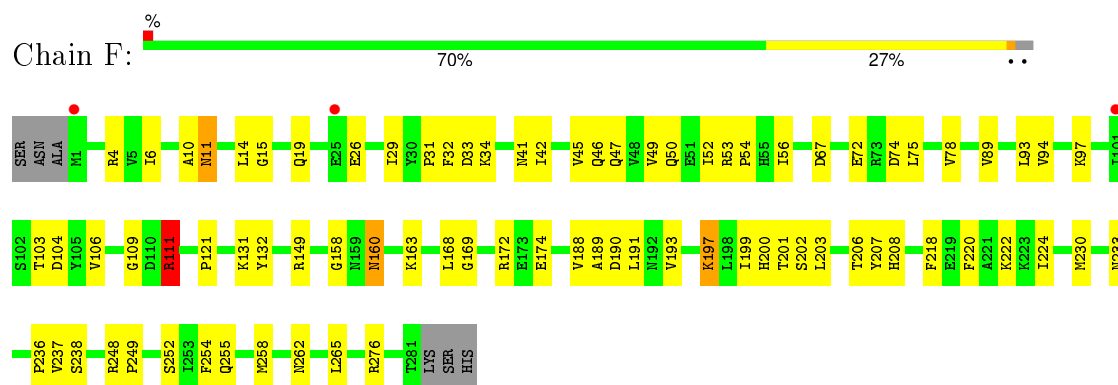 %
Chain F:
70% 27% • •
SER ASN ALA M1 R4 V5 I6 A10 N11 L14 G15 Q19 E25 E26 I29 Y30 P31 F32 D33 K34 N41 I42 V45 Q46 Q47 V48 V49 Q50 E51 I52 R53 P54 H55 I56 D67 E72 R73 D74 L75 V78 V89 L93 V94 K97 I101
S102 T103 D104 Y105 V106 G109 D110 R111 P121 K131 Y132 R149 G158 N159 N160 K163 L168 G169 R172 E173 E174 V188 A189 D190 L191 N192 V193 K197 L198 I199 H200 T201 S202 L203 T206 Y207 H208 F218 E219 F220 A221 K222 K223 I224 M230 N233
P236 V237 S238 R248 P249 S252 I253 F254 Q255 M258 N262 L265 R276 T281 LYS SER HIS